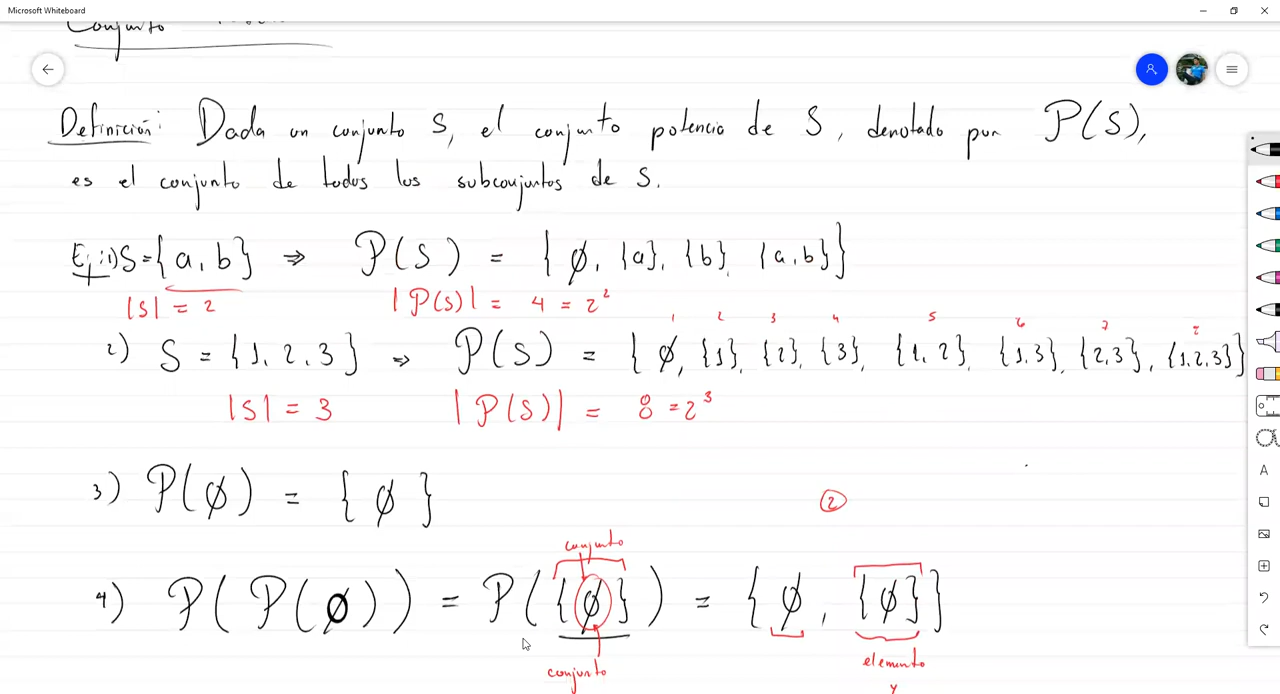 Microsoft Whiteboard
Conjunto
Definición: Dada un conjunto S, el conjunto potencia de S, denotado por P(S),
es el conjunto de todos los subconjuntos de S.
Ej: 1) S = {a, b} ⇒ P(S) = { ∅, {a}, {b}, {a, b} }
|S| = 2 |P(S)| = 4 = 2²
1 2 3 4 5 6 7 8
2) S = {1, 2, 3} ⇒ P(S) = { ∅, {1}, {2}, {3}, {1, 2}, {1, 3}, {2, 3}, {1, 2, 3} }
|S| = 3 |P(S)| = 8 = 2³
A
3) P(∅) = { ∅ }
2
conjunto
4) P(P(∅)) = P({∅}) = { ∅, {∅} }
conjunto elemento
y